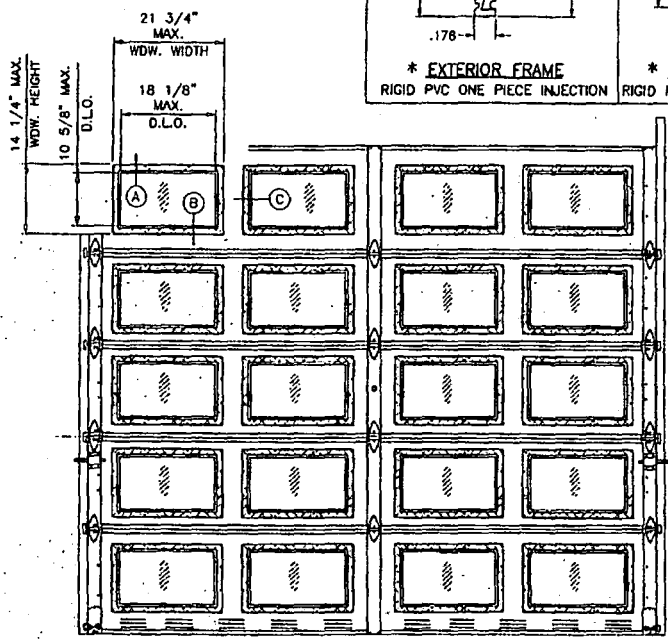 21 3/4"
MAX.
WDW. WIDTH
18 1/8"
MAX.
D.L.O.
14 1/4" MAX.
WDW. HEIGHT
10 5/8" MAX.
D.L.O.
.176
* EXTERIOR FRAME
RIGID PVC ONE PIECE INJECTION
*
RIGID
A
B
C